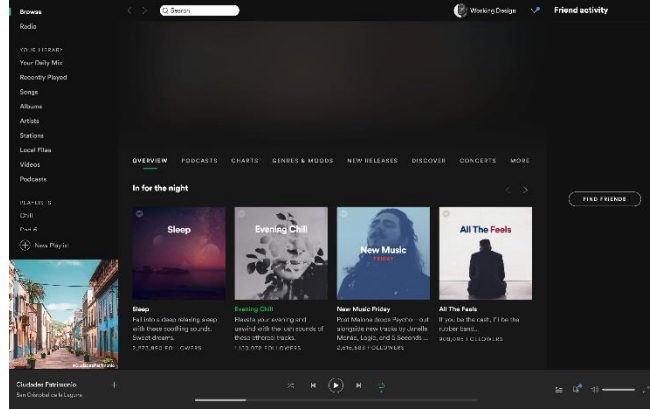 Browse
Radio
YOUR LIBRARY
Your Daily Mix
Recently Played
Songs
Albums
Artists
Stations
Local Files
Videos
Podcasts
PLAYLISTS
Chill
New Playlist
Ciudades Patrimonio
San Cristobal de la Laguna
Search
Working Design
OVERVIEW PODCASTS CHARTS GENRES & MOODS NEW RELEASES DISCOVER CONCERTS MORE
In for the night
Sleep
Evening Chill
New Music
FRIDAY
All The Feels
Sleep
Fall into a deep relaxing sleep
with these soothing sounds.
Sweet dreams.
FOLLOWERS
Evening Chill
your evening and
unwind with the lush sounds of
these ethereal tracks.
FOLLOWERS
New Music Friday
Post Malone drops Psycho - out
alongside new tracks by Janelle
Monáe, Logic, and 5 Seconds ...
FOLLOWERS
All The Feels
If you be the cash, I'll be the
rubber band...
FOLLOWERS
Friend activity
FIND FRIENDS